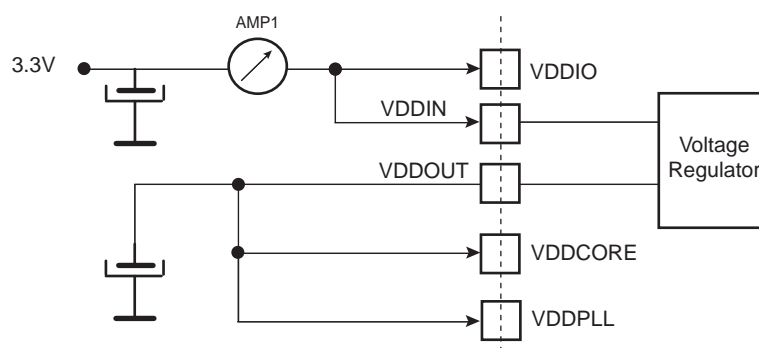 AMP1
3.3V
VDDIO
VDDIN
Voltage
Regulator
VDDOUT
VDDCORE
VDDPLL